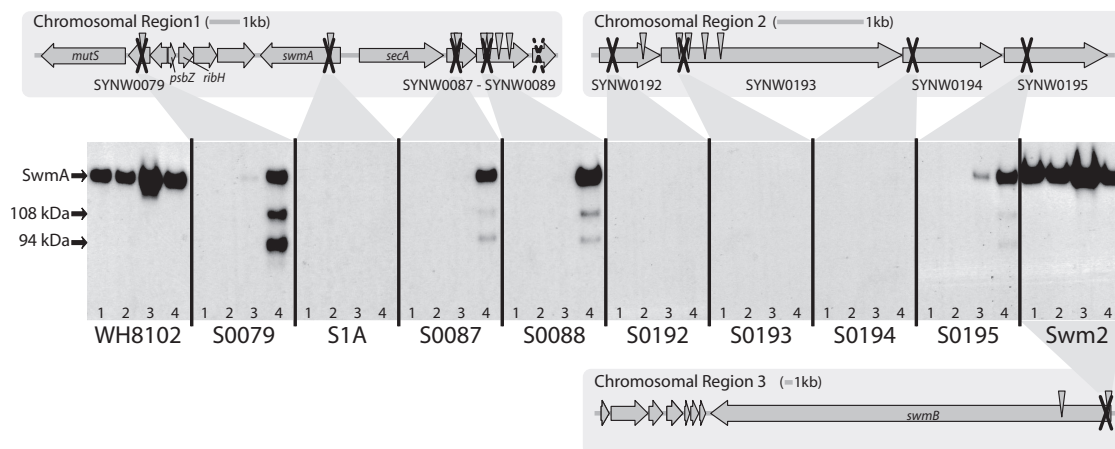 Chromosomal Region1 (1kb)
Chromosomal Region 2 (1kb)
mutS psbZ ribH swmA secA
SYNW0079 SYNW0087 - SYNW0089
SYNW0192 SYNW0193 SYNW0194 SYNW0195
SwmA
108 kDa
94 kDa
1 2 3 4 1 2 3 4 1 2 3 4 1 2 3 4 1 2 3 4 1 2 3 4 1 2 3 4 1 2 3 4 1 2 3 4 1 2 3 4
WH8102 S0079 S1A S0087 S0088 S0192 S0193 S0194 S0195 Swm2
Chromosomal Region 3 (=1kb)
swmB